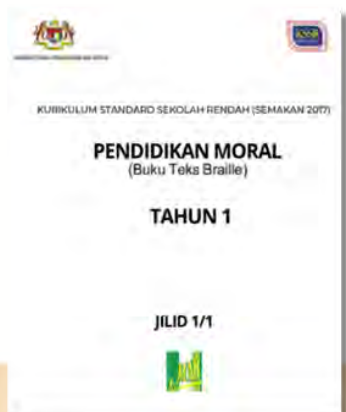 KURIKULUM STANDARD SEKOLAH RENDAH (SEMAKAN 2017)
PENDIDIKAN MORAL
(Buku Teks Braille)
TAHUN 1
JILID 1/1